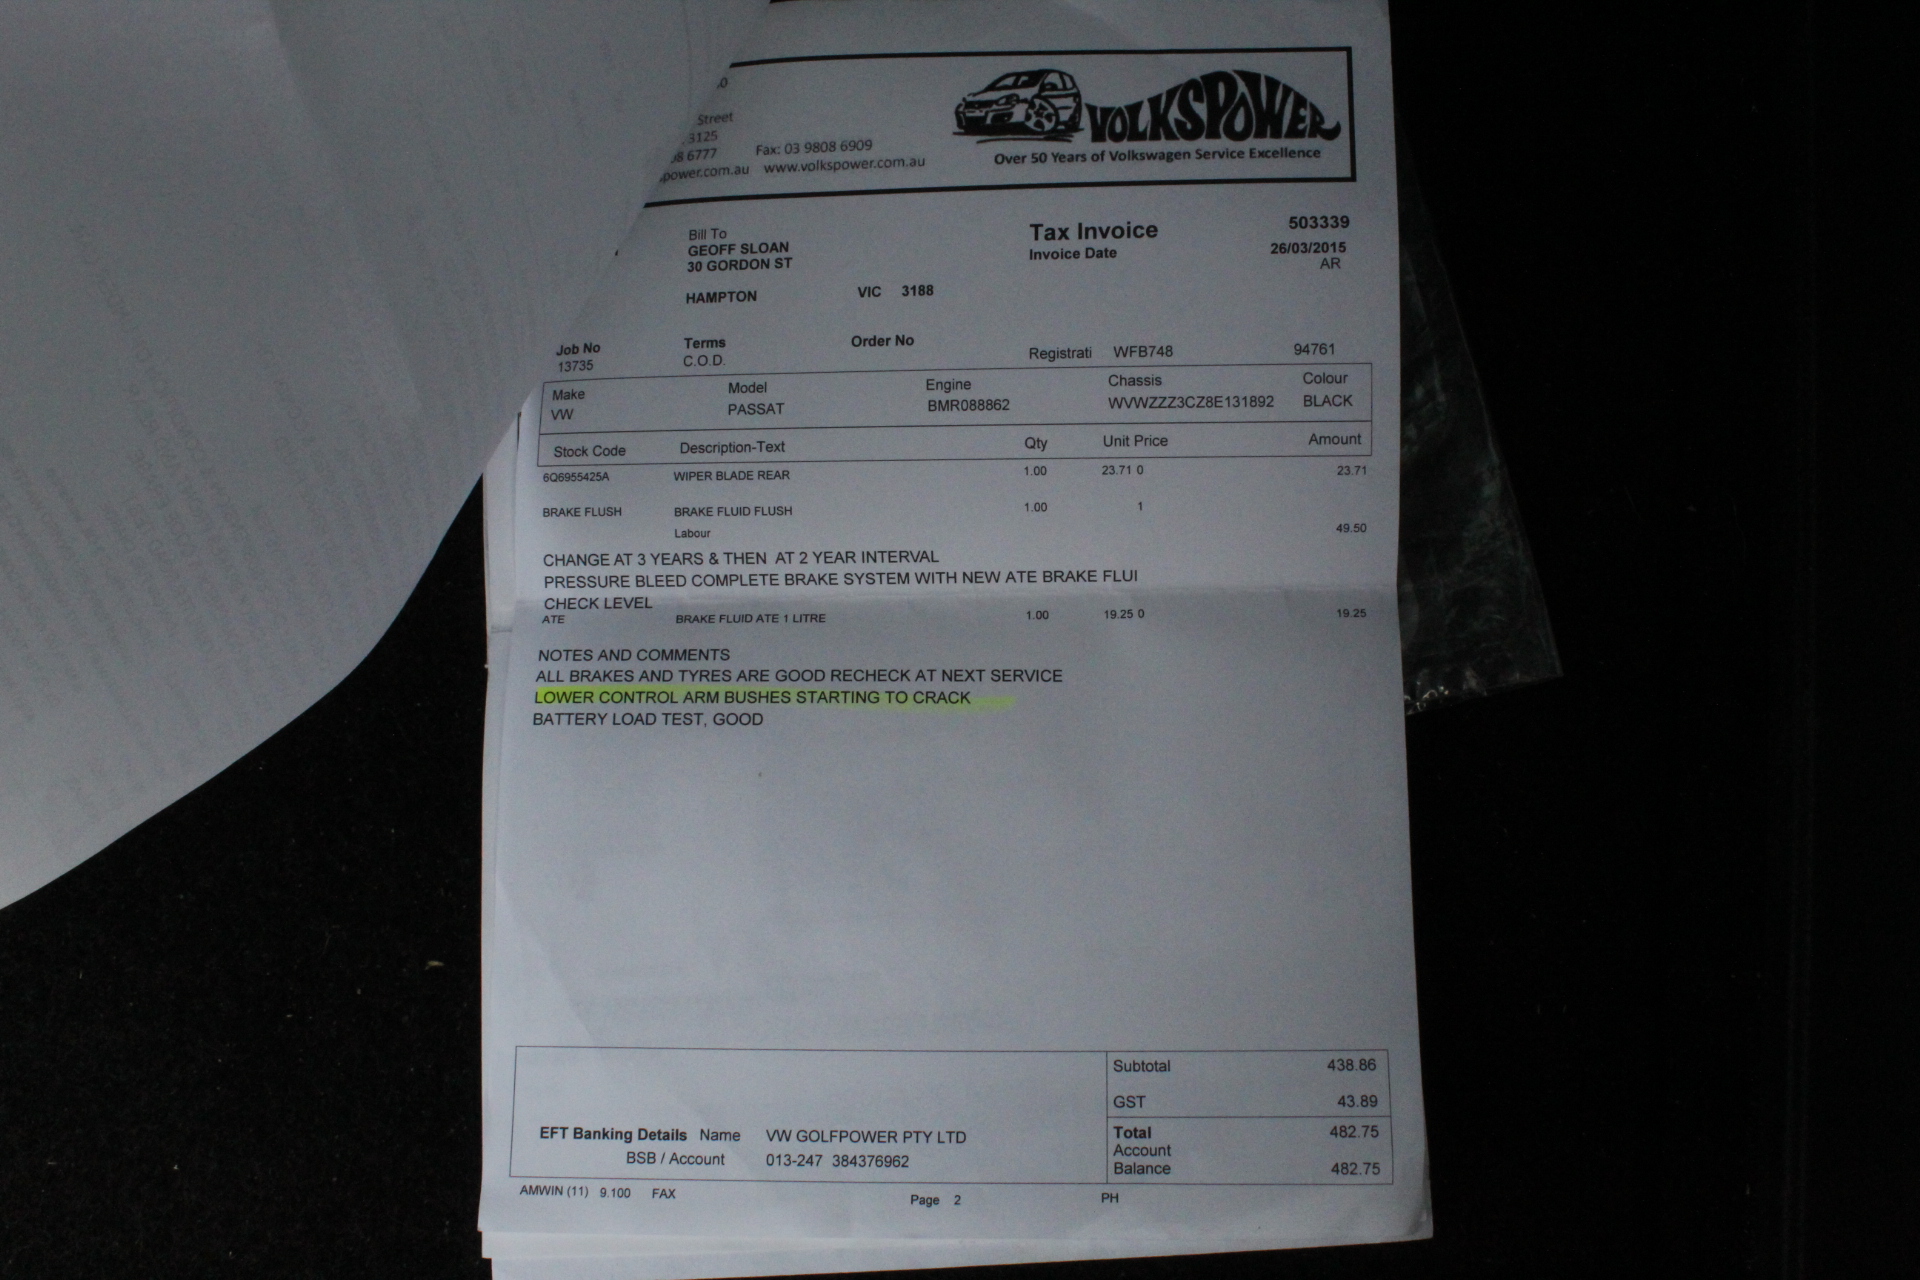 Street
3125
6777 Fax: 03 9808 6909
power.com.au www.volkspower.com.au
VOLKSPOWER
Over 50 Years of Volkswagen Service Excellence
Bill To
GEOFF SLOAN
30 GORDON ST
HAMPTON VIC 3188
Tax Invoice 503339
Invoice Date 26/03/2015
AR
Job No Terms Order No
13735 C.O.D. Registrati WFB748 94761
Make Model Engine Chassis Colour
VW PASSAT BMR088862 WVWZZZ3CZ8E131892 BLACK
Stock Code Description-Text Qty Unit Price Amount
6Q6955425A WIPER BLADE REAR 1.00 23.71 0 23.71
BRAKE FLUSH BRAKE FLUID FLUSH 1.00 1
Labour 49.50
CHANGE AT 3 YEARS & THEN AT 2 YEAR INTERVAL
PRESSURE BLEED COMPLETE BRAKE SYSTEM WITH NEW ATE BRAKE FLUI
CHECK LEVEL
ATE BRAKE FLUID ATE 1 LITRE 1.00 19.25 0 19.25
NOTES AND COMMENTS
ALL BRAKES AND TYRES ARE GOOD RECHECK AT NEXT SERVICE
LOWER CONTROL ARM BUSHES STARTING TO CRACK
BATTERY LOAD TEST, GOOD
Subtotal 438.86
GST 43.89
EFT Banking Details Name VW GOLFPOWER PTY LTD
BSB / Account 013-247 384376962
Total 482.75
Account
Balance 482.75
AMWIN (11) 9.100 FAX Page 2 PH